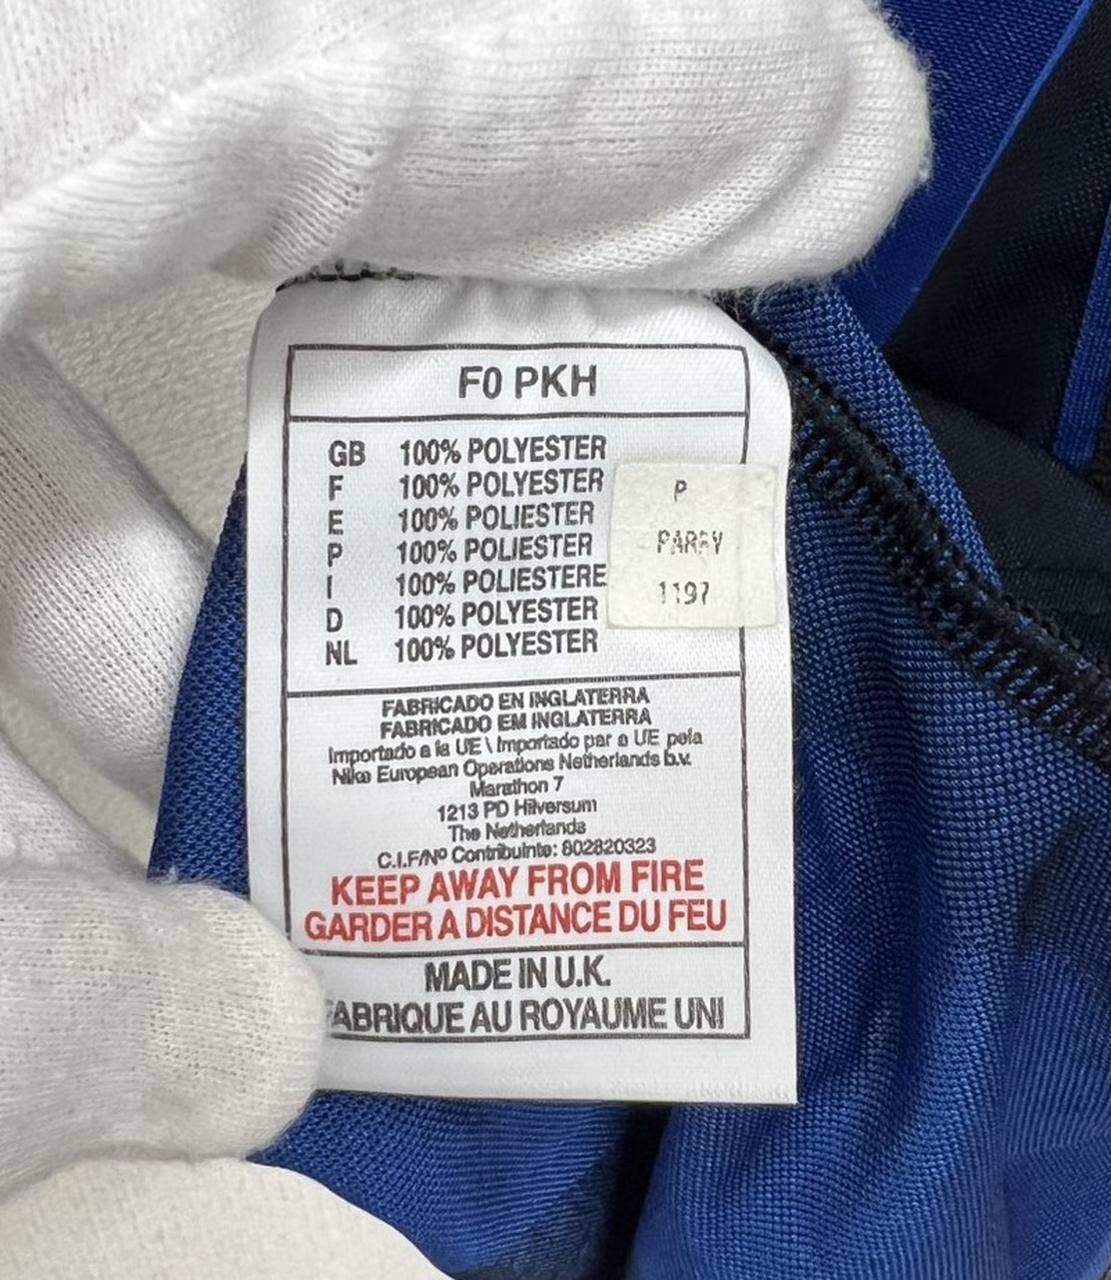 F0 PKH
GB 100% POLYESTER
F 100% POLYESTER
E 100% POLIESTER
P 100% POLIESTER
I 100% POLIESTERE
D 100% POLYESTER
NL 100% POLYESTER
P
PARRY
1197
FABRICADO EN INGLATERRA
FABRICADO EM INGLATERRA
Importado a la UE \ Importado par a UE pela
Nike European Operations Netherlands b.v.
Marathon 7
1213 PD Hilversum
The Netherlands
C.I.F/Nº Contribuinte: 802820323
KEEP AWAY FROM FIRE
GARDER A DISTANCE DU FEU
MADE IN U.K.
FABRIQUE AU ROYAUME UNI